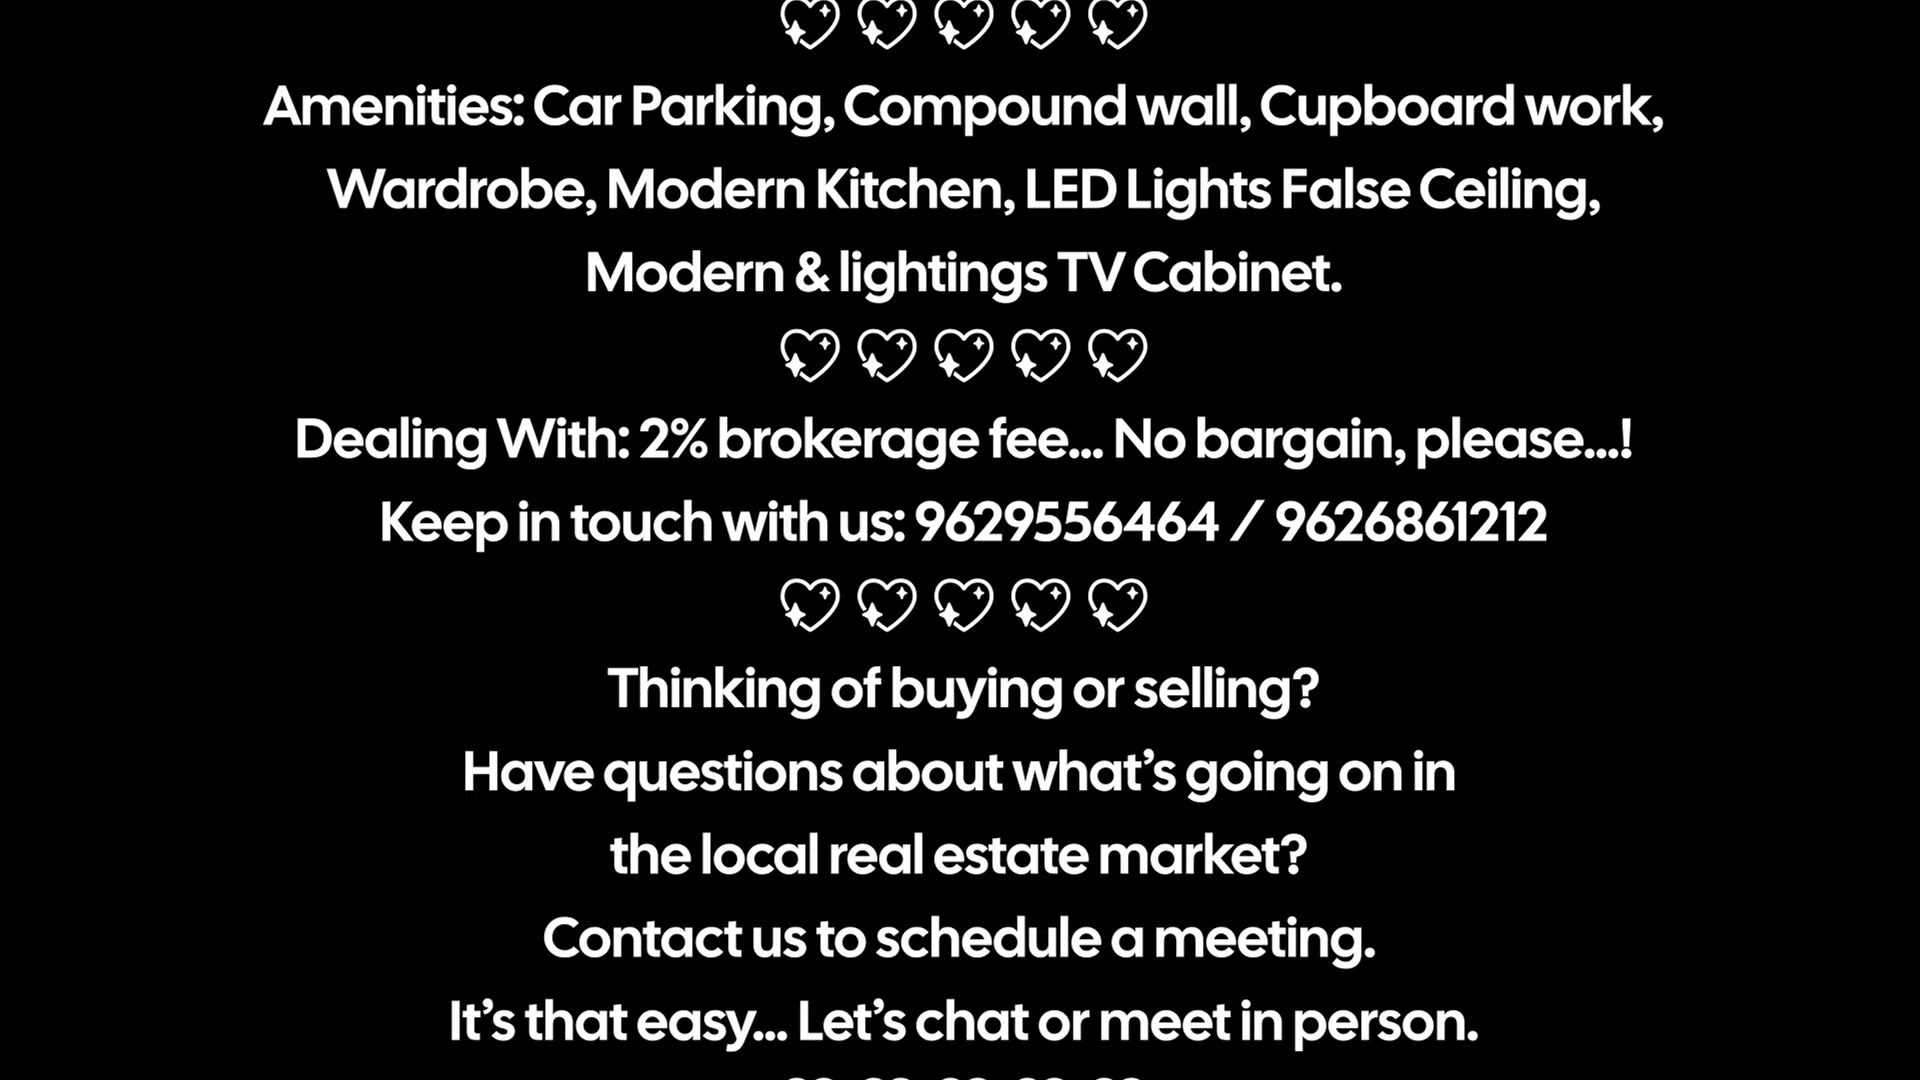 💖 💖 💖 💖 💖
Amenities: Car Parking, Compound wall, Cupboard work,
Wardrobe, Modern Kitchen, LED Lights False Ceiling,
Modern & lightings TV Cabinet.
💖 💖 💖 💖 💖
Dealing With: 2% brokerage fee... No bargain, please...!
Keep in touch with us: 9629556464 / 9626861212
💖 💖 💖 💖 💖
Thinking of buying or selling?
Have questions about what’s going on in
the local real estate market?
Contact us to schedule a meeting.
It’s that easy... Let’s chat or meet in person.